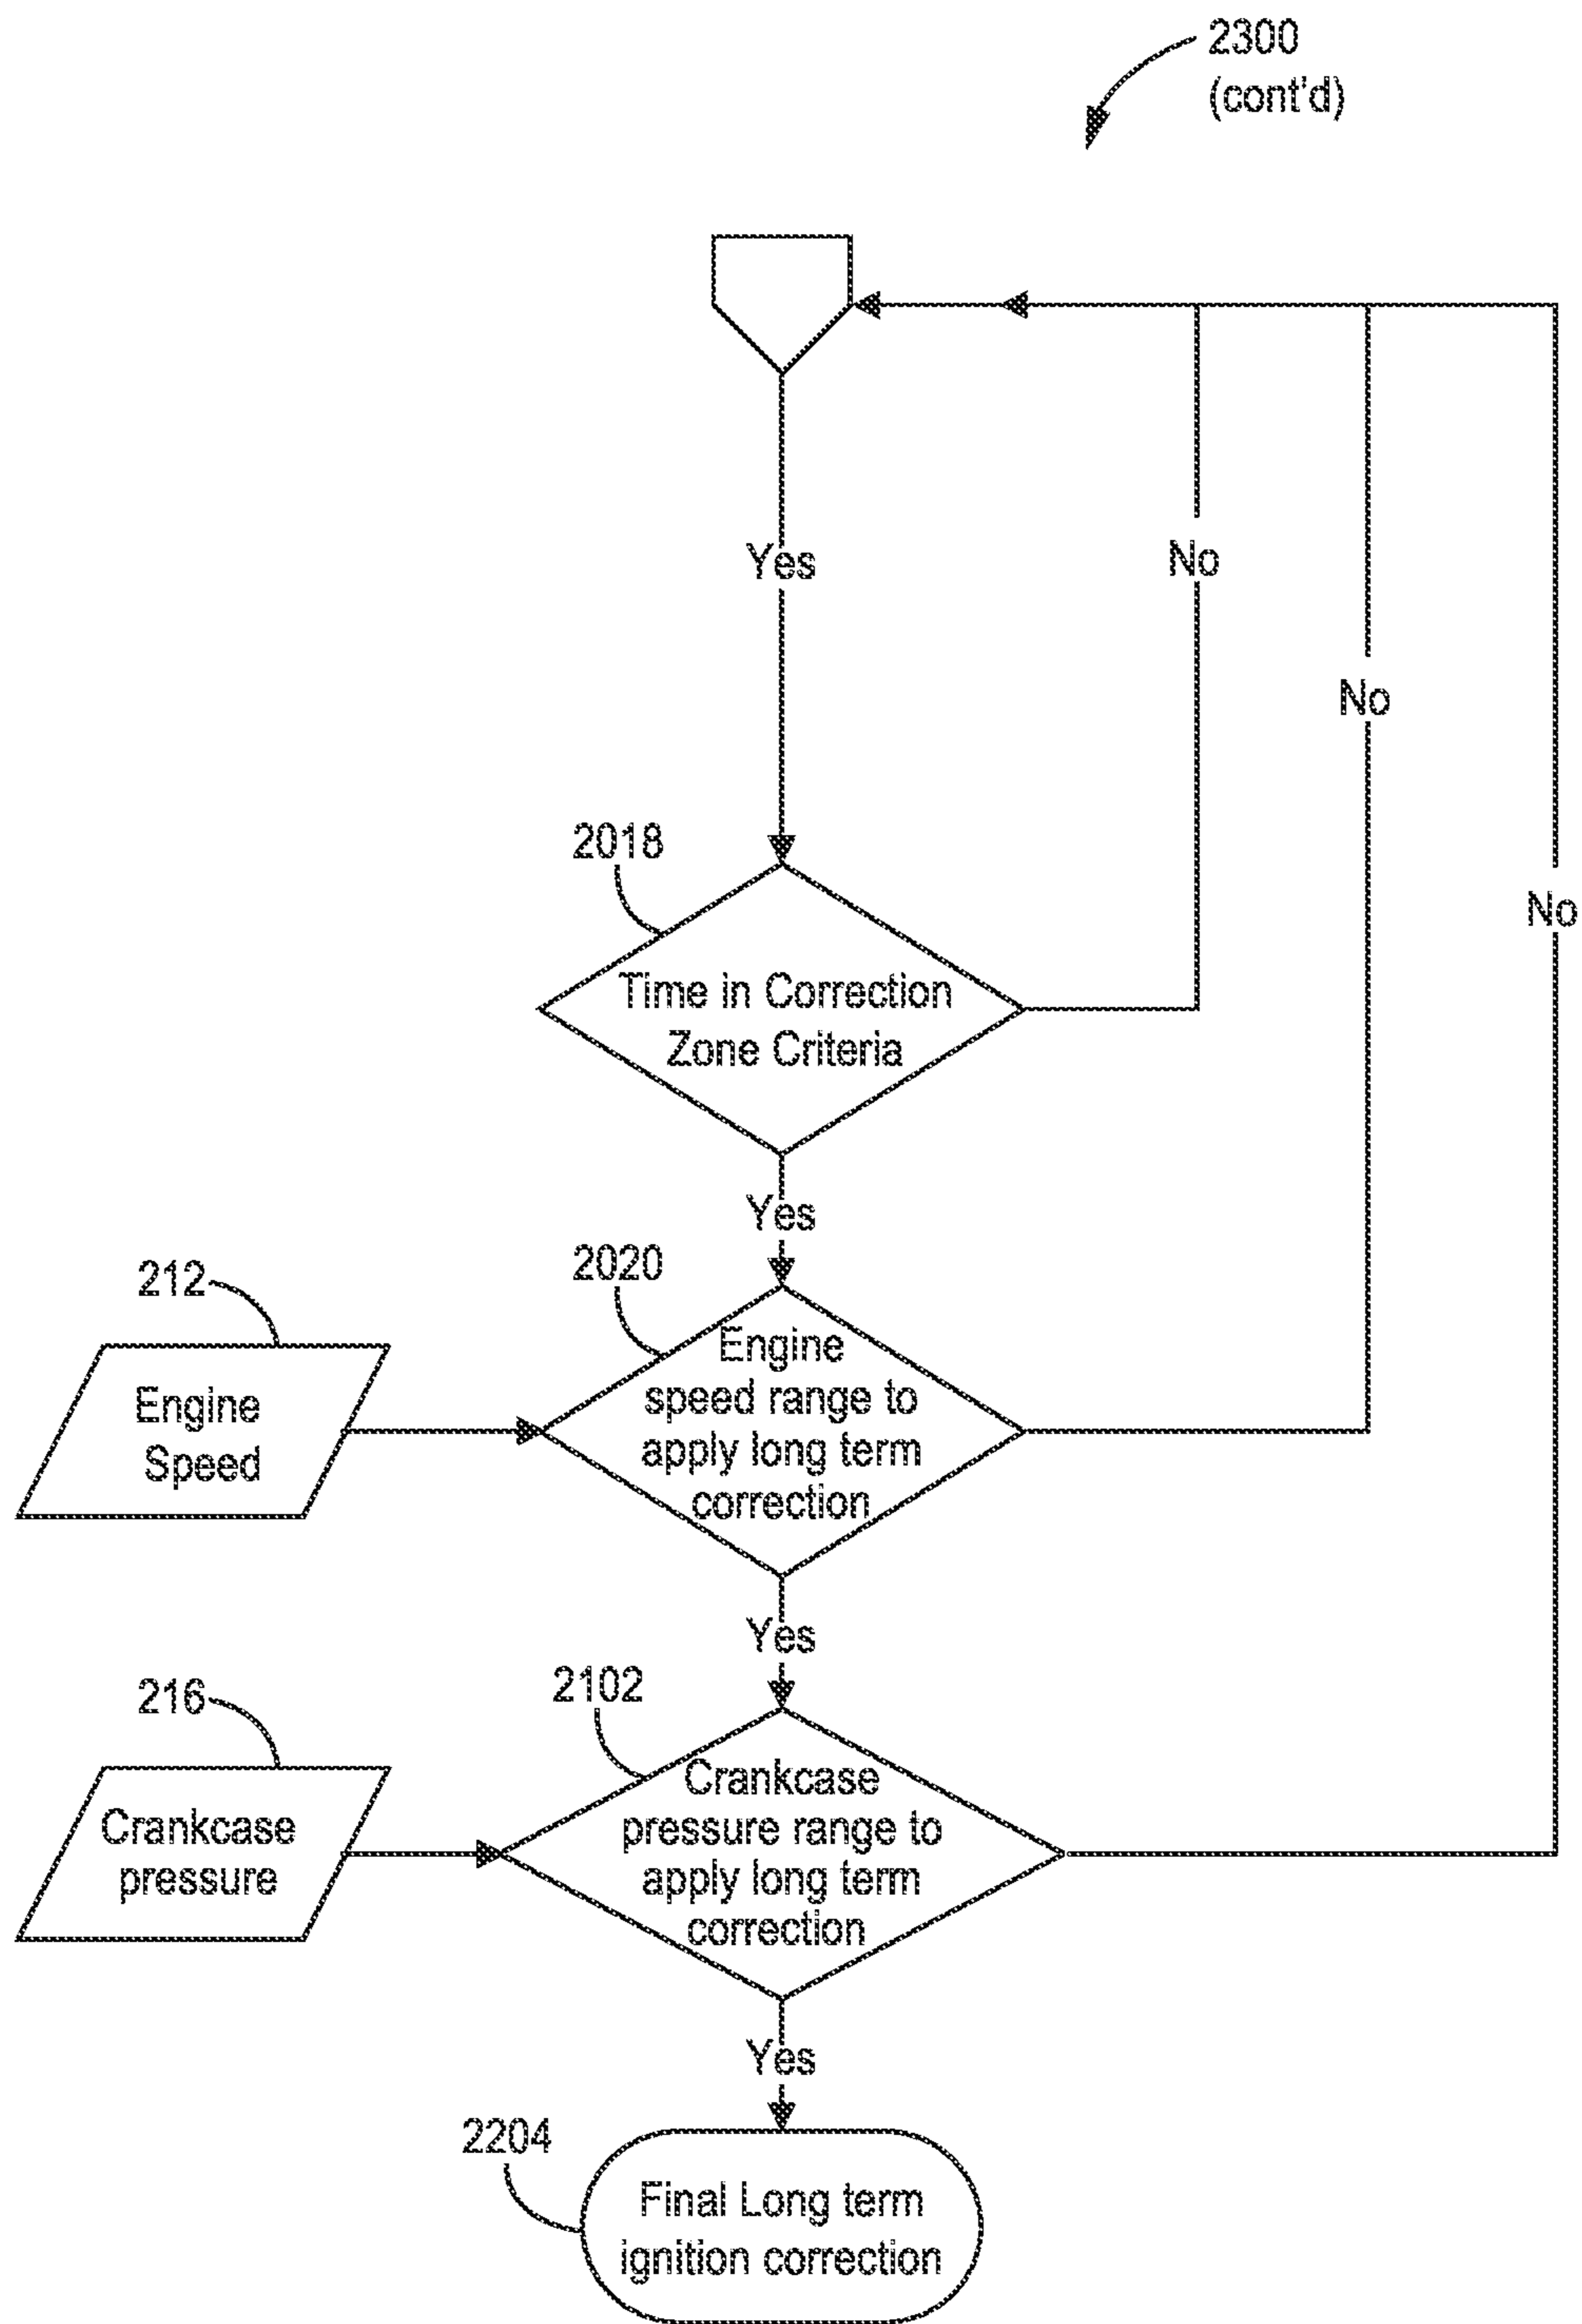 2300
(cont'd)
Yes
No
No
No
2018
Time in Correction
Zone Criteria
Yes
212
2020
Engine
Speed
Engine
speed range to
apply long term
correction
Yes
216
2102
Crankcase
pressure
Crankcase
pressure range to
apply long term
correction
Yes
2204
Final Long term
ignition correction